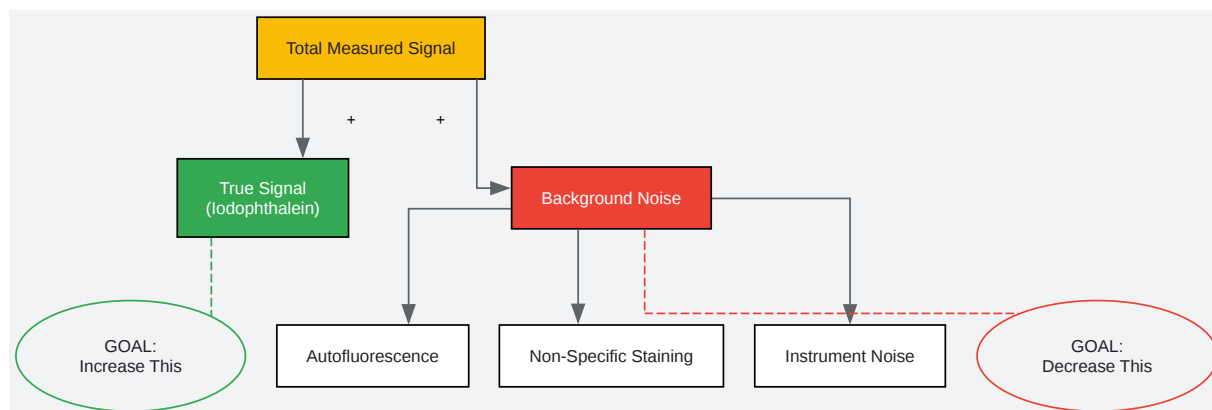 Total Measured Signal
+ +
True Signal
(Iodophthalein)
Background Noise
GOAL:
Increase This
Autofluorescence
Non-Specific Staining
Instrument Noise
GOAL:
Decrease This